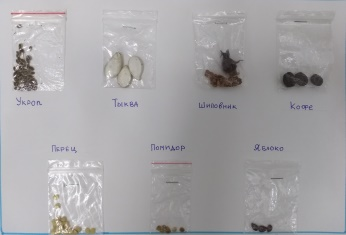 Укроп
Тыква
Шиповник
Кофе
Перец
Помидор
Яблоко